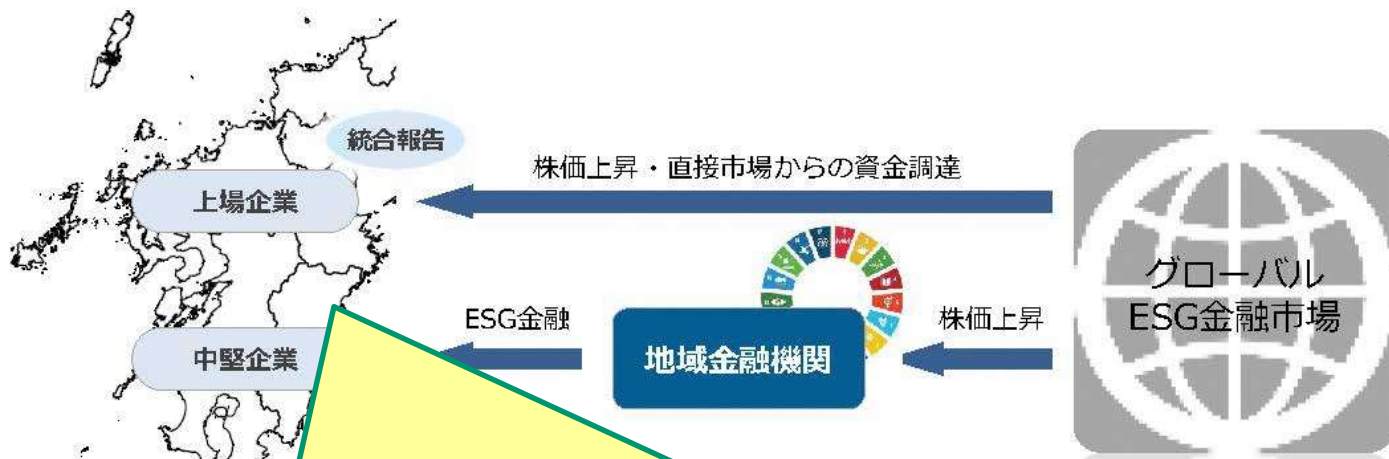 統合報告
株価上昇・直接市場からの資金調達
上場企業
グローバル
ESG金融市場
ESG金融
株価上昇
中堅企業
地域金融機関